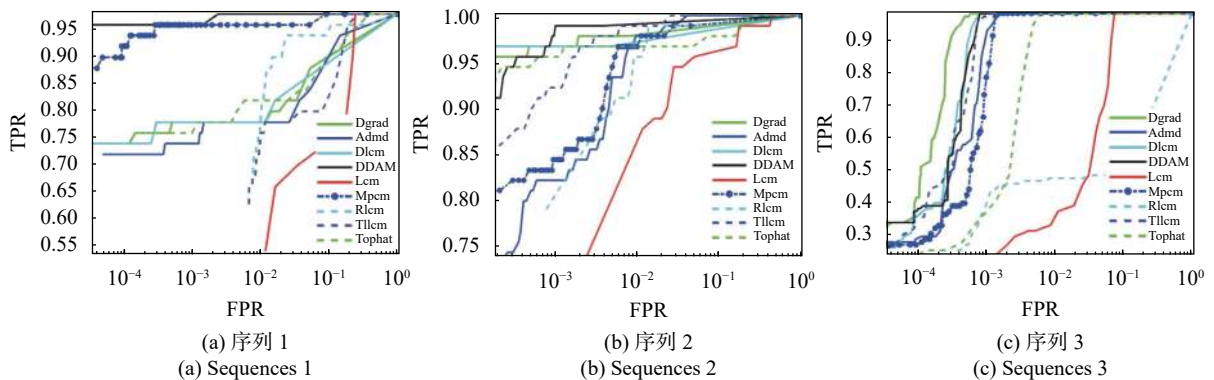 TPR
0.95
0.90
0.85
0.80
0.75
0.70
0.65
0.60
0.55
Dgrad
Admd
Dlcm
DDAM
Lcm
Mpcm
Rlcm
Tllcm
Tophat
10⁻⁴ 10⁻³ 10⁻² 10⁻¹ 10⁰
FPR
(a) 序列 1
(a) Sequences 1
TPR
1.00
0.95
0.90
0.85
0.80
0.75
Dgrad
Admd
Dlcm
DDAM
Lcm
Mpcm
Rlcm
Tllcm
Tophat
10⁻³ 10⁻² 10⁻¹ 10⁰
FPR
(b) 序列 2
(b) Sequences 2
TPR
0.9
0.8
0.7
0.6
0.5
0.4
0.3
Dgrad
Admd
Dlcm
DDAM
Lcm
Mpcm
Rlcm
Tllcm
Tophat
10⁻⁴ 10⁻³ 10⁻² 10⁻¹ 10⁰
FPR
(c) 序列 3
(c) Sequences 3